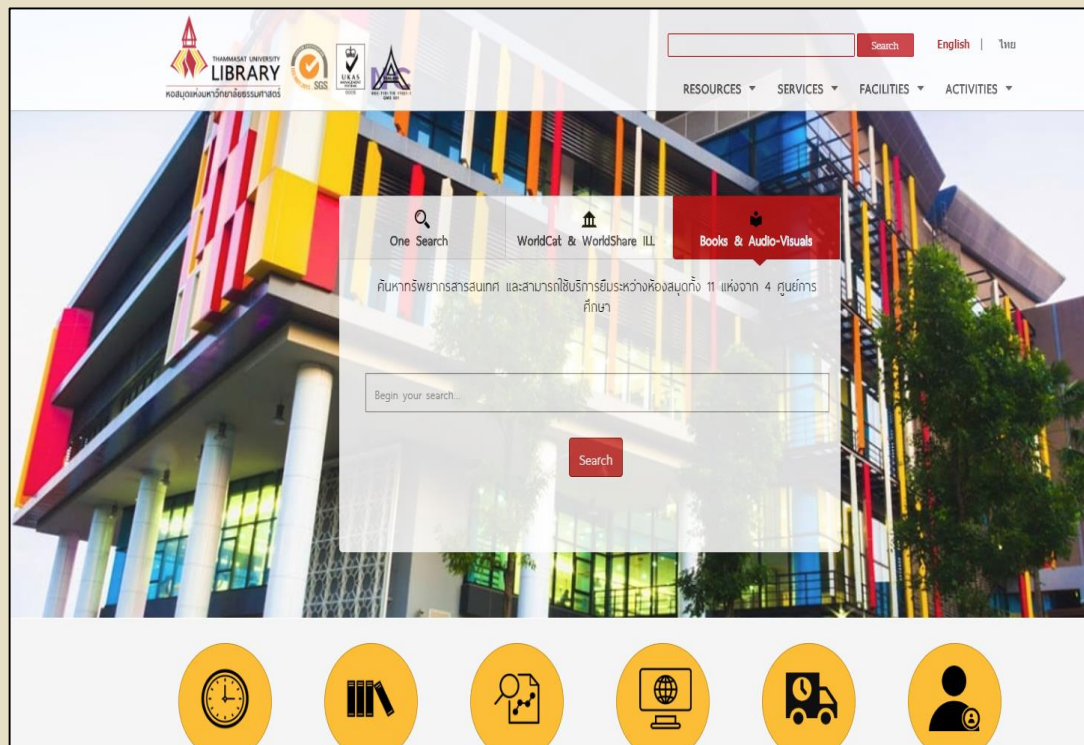 THAMMASAT UNIVERSITY
LIBRARY
หอสมุดแห่งมหาวิทยาลัยธรรมศาสตร์
SGS
UKAS
MANAGEMENT
SYSTEMS
NAC
Search
English | ไทย
RESOURCES SERVICES FACILITIES ACTIVITIES
One Search
WorldCat & WorldShare ILL
Books & Audio-Visuals
ค้นหาทรัพยากรสารสนเทศ และสามารถใช้บริการยืมระหว่างห้องสมุดทั้ง 11 แห่งจาก 4 ศูนย์การ
ศึกษา
Begin your search...
Search